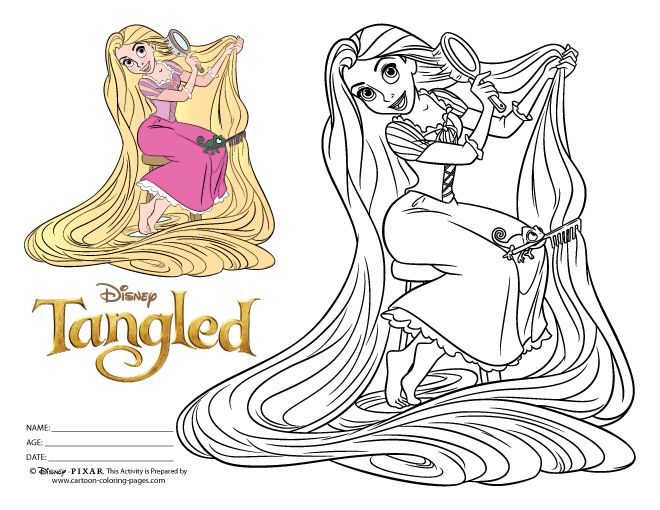 Disney
Tangled
NAME:
AGE:
DATE:
© Disney • PIXAR This Activity is Prepared by
www.cartoon-coloring-pages.com